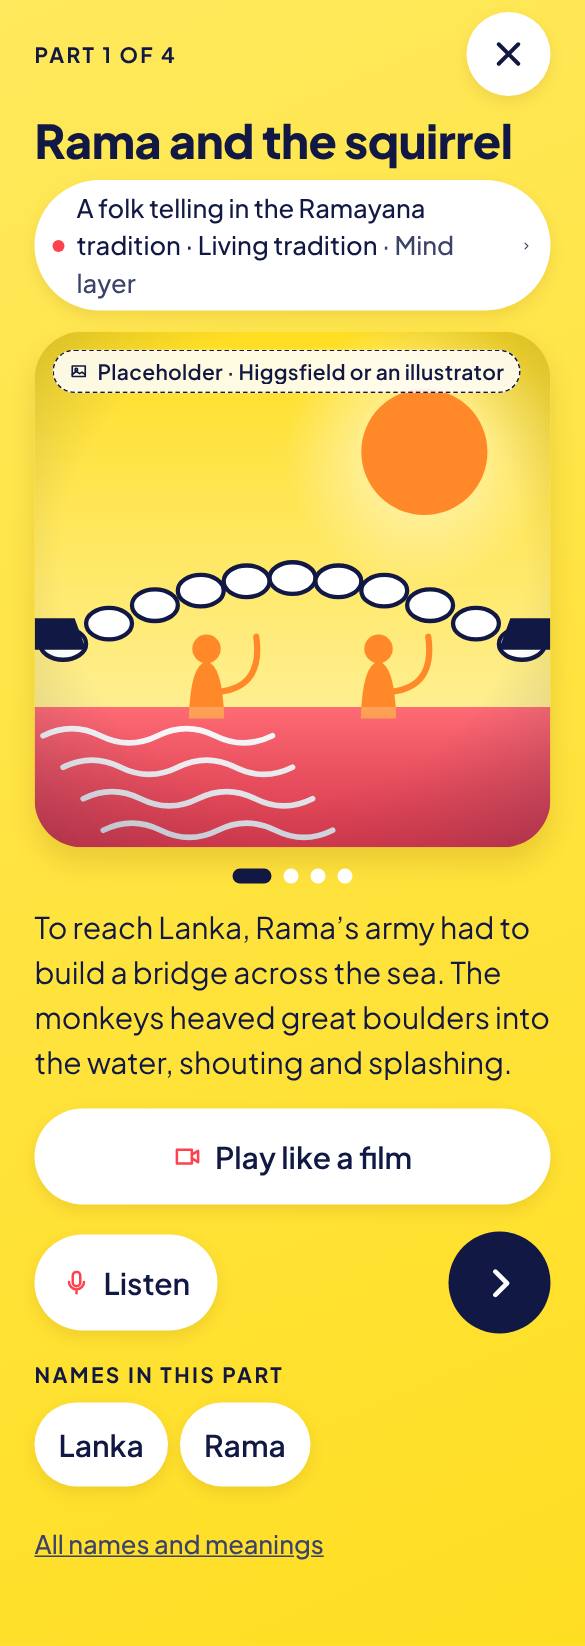 PART 1 OF 4
Rama and the squirrel
A folk telling in the Ramayana
tradition · Living tradition · Mind
layer
Placeholder · Higgsfield or an illustrator
To reach Lanka, Rama’s army had to
build a bridge across the sea. The
monkeys heaved great boulders into
the water, shouting and splashing.
Play like a film
Listen
NAMES IN THIS PART
Lanka
Rama
All names and meanings